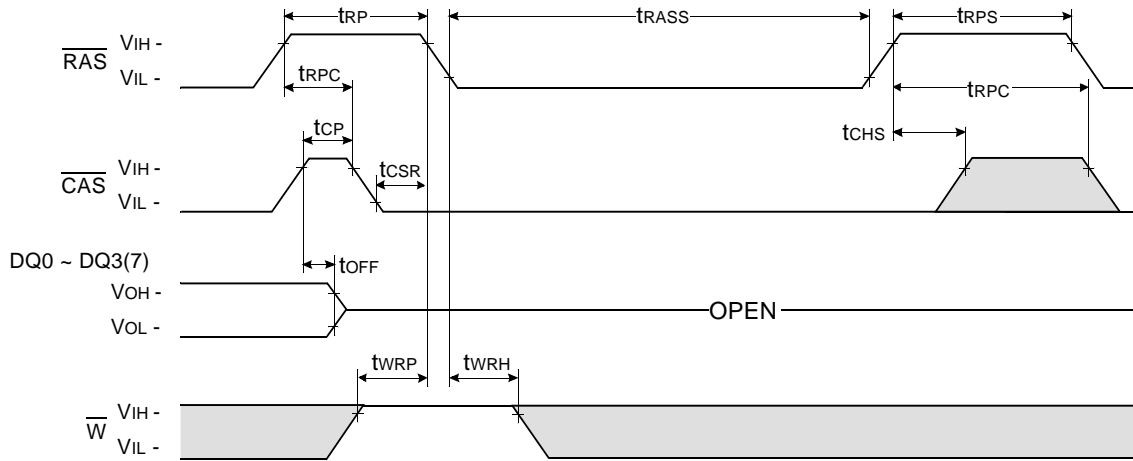 tRP
tRASS
tRPS
RAS
VIH -
VIL -
tRPC
tRPC
tCP
tCHS
CAS
VIH -
VIL -
tCSR
DQ0 ~ DQ3(7)
tOFF
VOH -
VOL -
OPEN
tWRP
tWRH
W
VIH -
VIL -